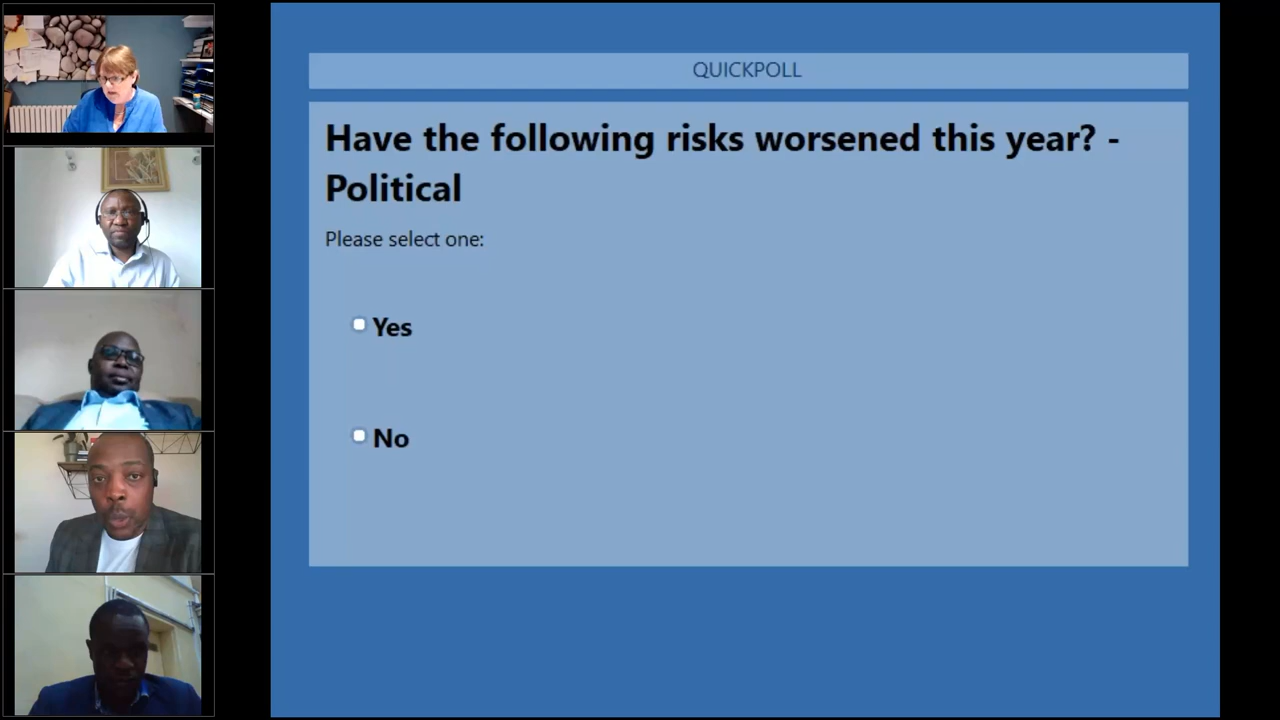 QUICKPOLL
Have the following risks worsened this year? -
Political
Please select one:
Yes
No